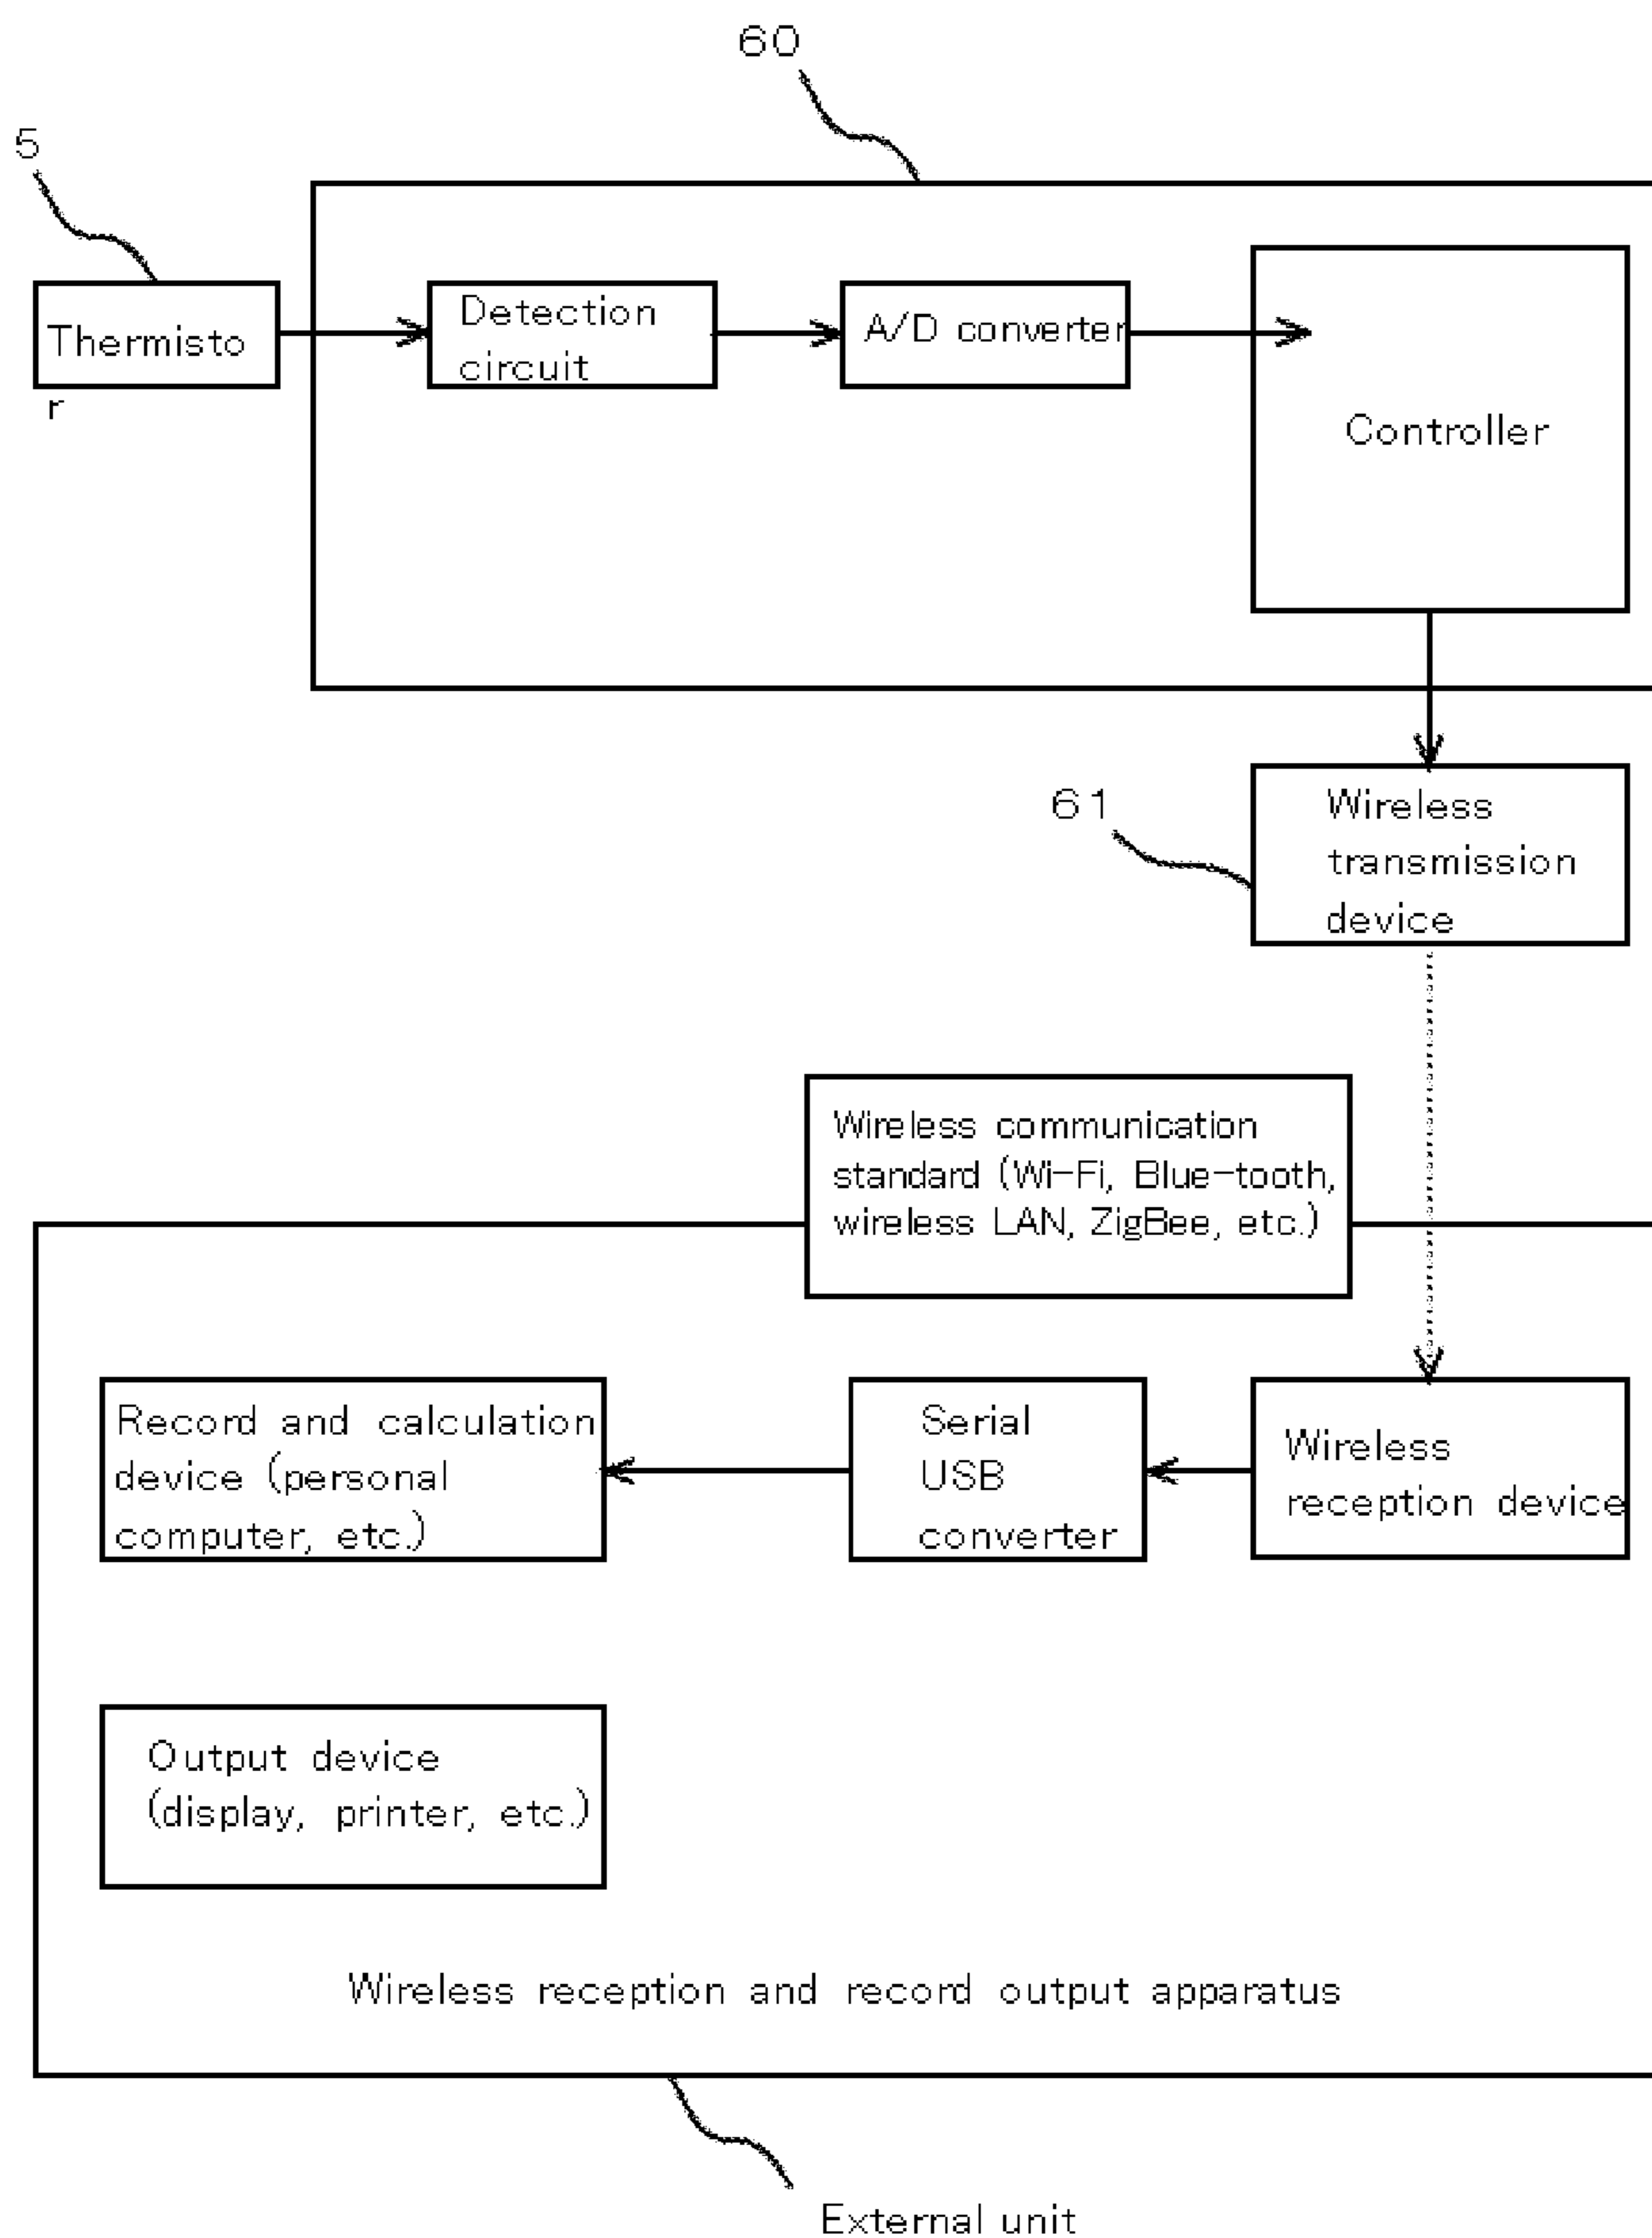 60
5
Thermisto
r
Detection
circuit
A/D converter
Controller
61
Wireless
transmission
device
Wireless communication
standard (Wi-Fi, Blue-tooth,
wireless LAN, ZigBee, etc.)
Record and calculation
device (personal
computer, etc.)
Serial
USB
converter
Wireless
reception device
Output device
(display, printer, etc.)
Wireless reception and record output apparatus
External unit